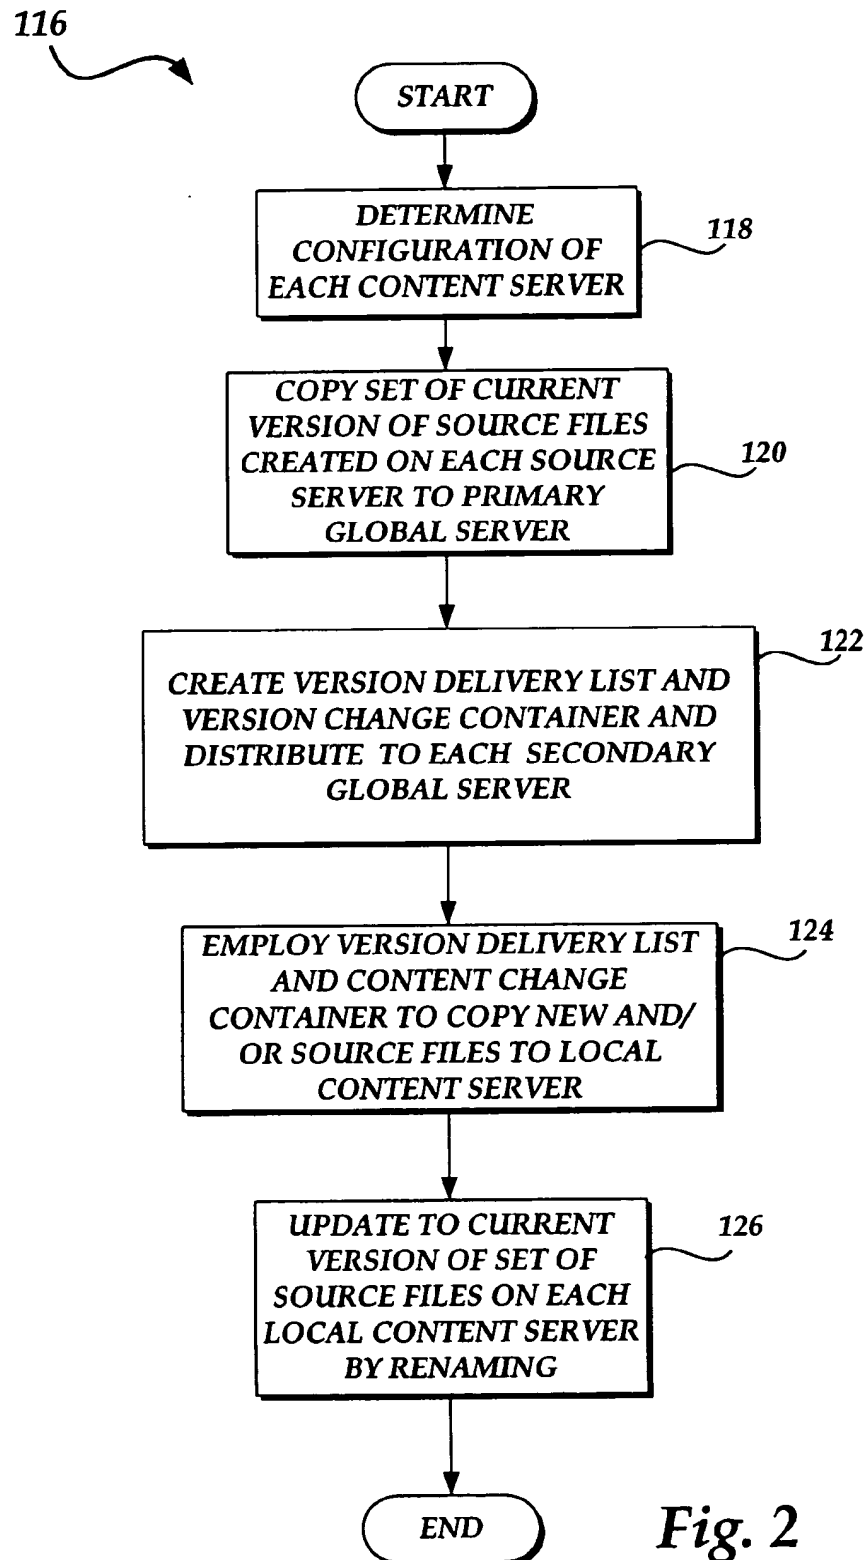 116
START
DETERMINE
CONFIGURATION OF
EACH CONTENT SERVER
118
COPY SET OF CURRENT
VERSION OF SOURCE FILES
CREATED ON EACH SOURCE
SERVER TO PRIMARY
GLOBAL SERVER
120
CREATE VERSION DELIVERY LIST AND
VERSION CHANGE CONTAINER AND
DISTRIBUTE TO EACH SECONDARY
GLOBAL SERVER
122
EMPLOY VERSION DELIVERY LIST
AND CONTENT CHANGE
CONTAINER TO COPY NEW AND/
OR SOURCE FILES TO LOCAL
CONTENT SERVER
124
UPDATE TO CURRENT
VERSION OF SET OF
SOURCE FILES ON EACH
LOCAL CONTENT SERVER
BY RENAMING
126
END
Fig. 2